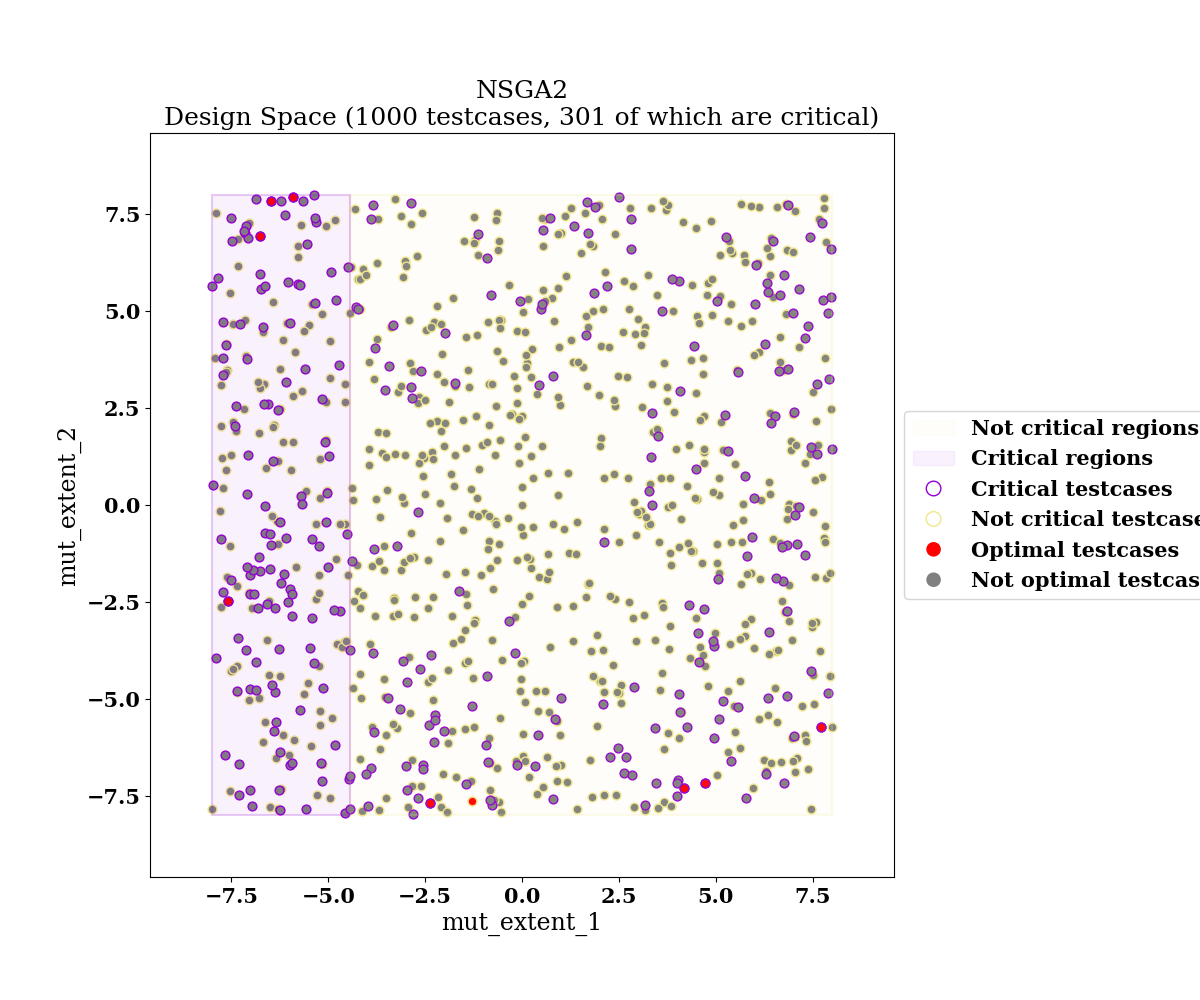 NSGA2
Design Space (1000 testcases, 301 of which are critical)
7.5
5.0
2.5
0.0
−2.5
−5.0
−7.5
mut_extent_2
−7.5 −5.0 −2.5 0.0 2.5 5.0 7.5
mut_extent_1
Not critical regions
Critical regions
Critical testcases
Not critical testcase
Optimal testcases
Not optimal testcas